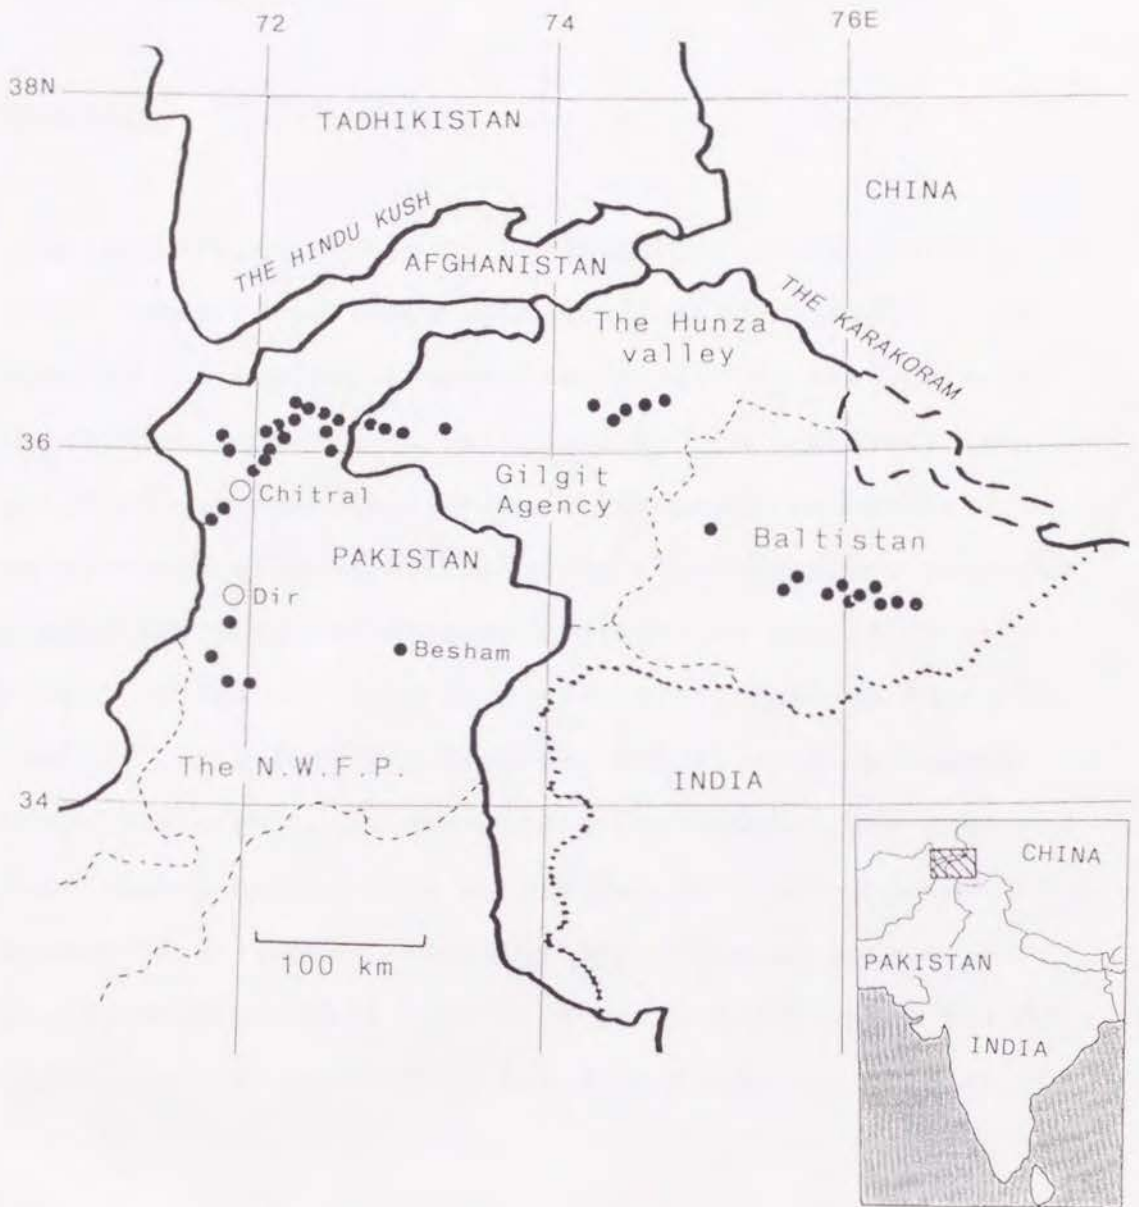 72 74 76E
38N
TADHIKISTAN
CHINA
THE HINDU KUSH
AFGHANISTAN
THE KARAKORAM
The Hunza
valley
36
Gilgit
Agency
Chitral
Baltistan
PAKISTAN
Dir
Besham
The N.W.F.P.
INDIA
34
100 km
CHINA
PAKISTAN
INDIA